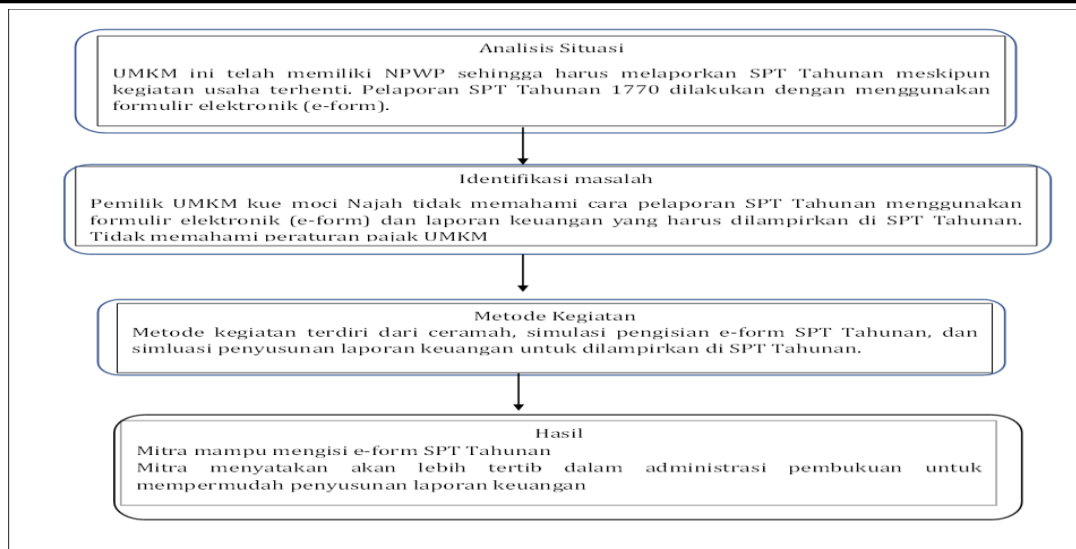 Analisis Situasi
UMKM ini telah memiliki NPWP sehingga harus melaporkan SPT Tahunan meskipun
kegiatan usaha terhenti. Pelaporan SPT Tahunan 1770 dilakukan dengan menggunakan
formulir elektronik (e-form).
Identifikasi masalah
Pemilik UMKM kue moci Najah tidak memahami cara pelaporan SPT Tahunan menggunakan
formulir elektronik (e-form) dan laporan keuangan yang harus dilampirkan di SPT Tahunan.
Tidak memahami peraturan pajak UMKM
Metode Kegiatan
Metode kegiatan terdiri dari ceramah, simulasi pengisian e-form SPT Tahunan, dan
simluasi penyusunan laporan keuangan untuk dilampirkan di SPT Tahunan.
Hasil
Mitra mampu mengisi e-form SPT Tahunan
Mitra menyatakan akan lebih tertib dalam administrasi pembukuan untuk
mempermudah penyusunan laporan keuangan